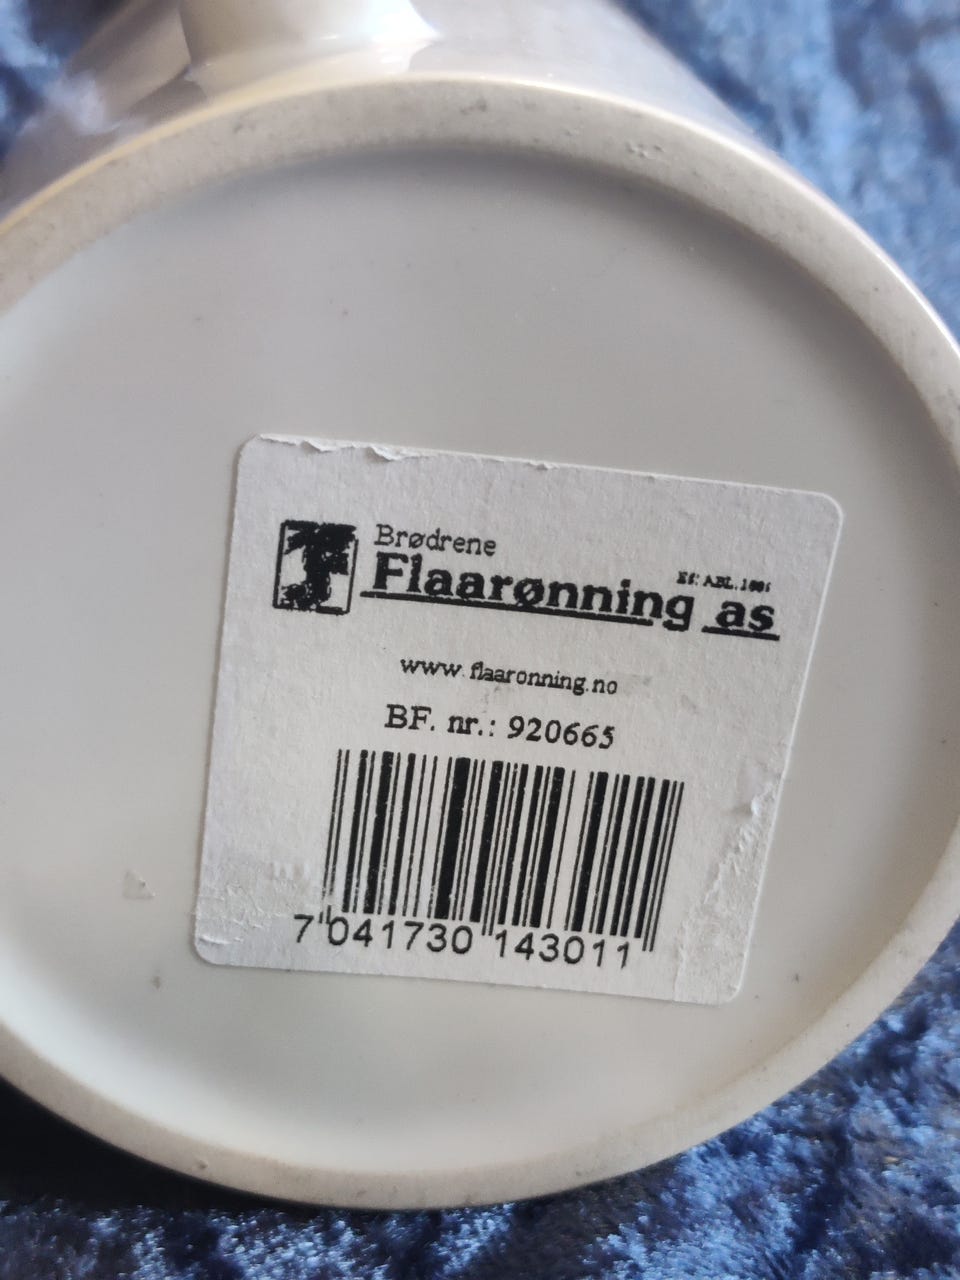 Brødrene
Flaarønning as
www.flaaronning.no
BF. nr.: 920665
7 041730 143011